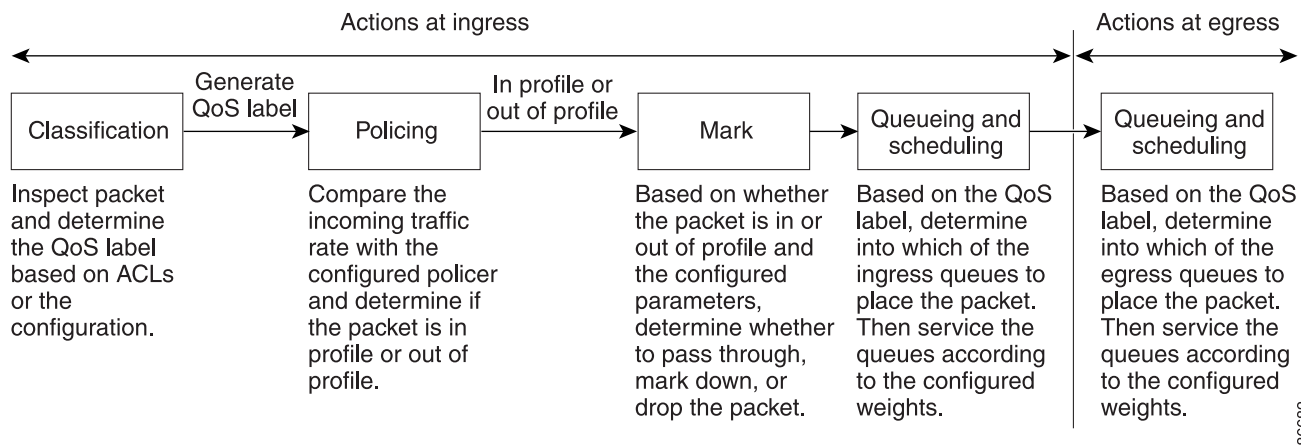 Actions at ingress
Actions at egress
Generate
QoS label
In profile or
out of profile
Classification
Policing
Mark
Queueing and
scheduling
Queueing and
scheduling
Inspect packet
and determine
the QoS label
based on ACLs
or the
configuration.
Compare the
incoming traffic
rate with the
configured policer
and determine if
the packet is in
profile or out of
profile.
Based on whether
the packet is in or
out of profile and
the configured
parameters,
determine whether
to pass through,
mark down, or
drop the packet.
Based on the QoS
label, determine
into which of the
ingress queues to
place the packet.
Then service the
queues according
to the configured
weights.
Based on the QoS
label, determine
into which of the
egress queues to
place the packet.
Then service the
queues according
to the configured
weights.